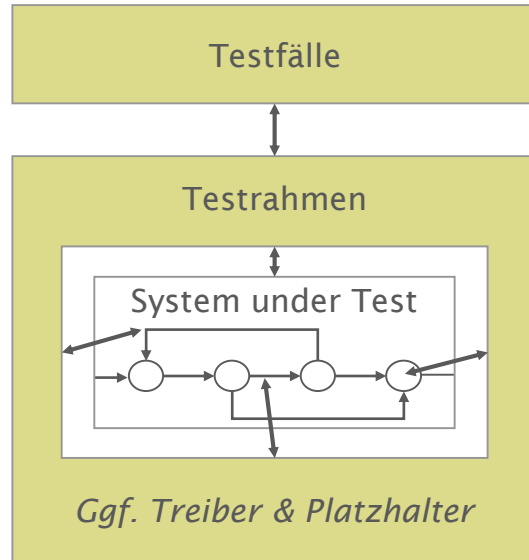 Testfälle
Testrahmen
System under Test
Ggf. Treiber & Platzhalter